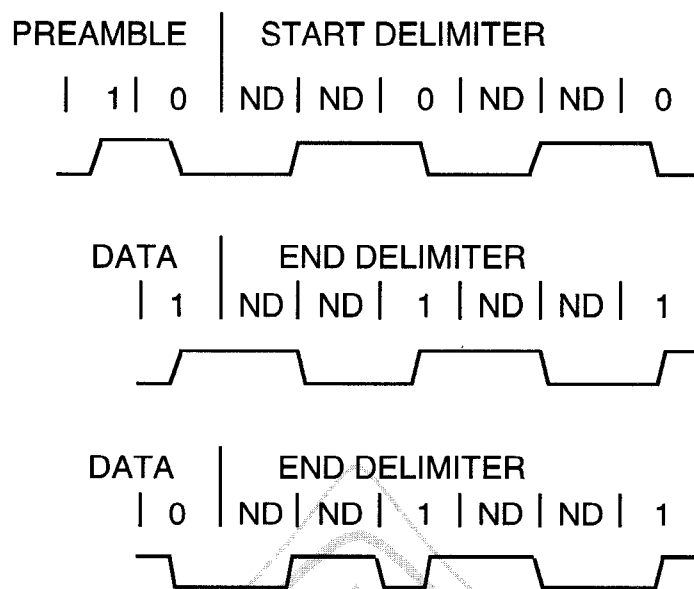 PREAMBLE | START DELIMITER
| 1 | 0 | ND | ND | 0 | ND | ND | 0
DATA | END DELIMITER
| 1 | ND | ND | 1 | ND | ND | 1
DATA | END DELIMITER
| 0 | ND | ND | 1 | ND | ND | 1